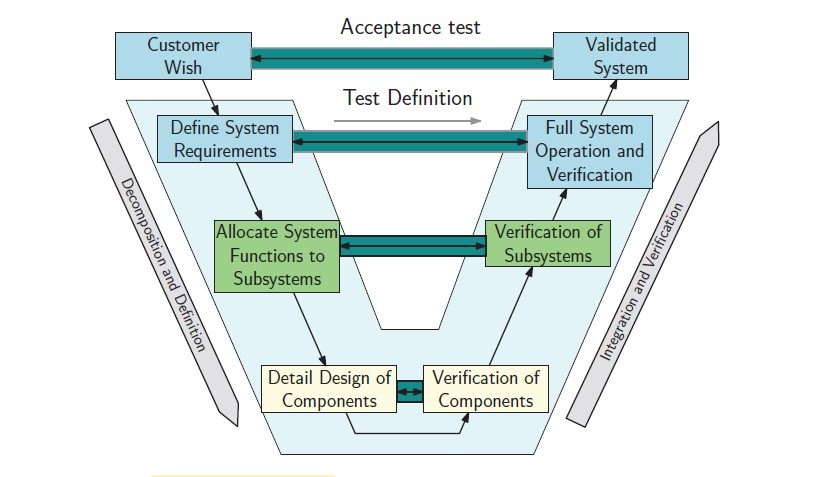 Acceptance test
Customer
Wish
Validated
System
Test Definition
Define System
Requirements
Full System
Operation and
Verification
Decomposition and Definition
Allocate System
Functions to
Subsystems
Verification of
Subsystems
Integration and Verification
Detail Design of
Components
Verification of
Components